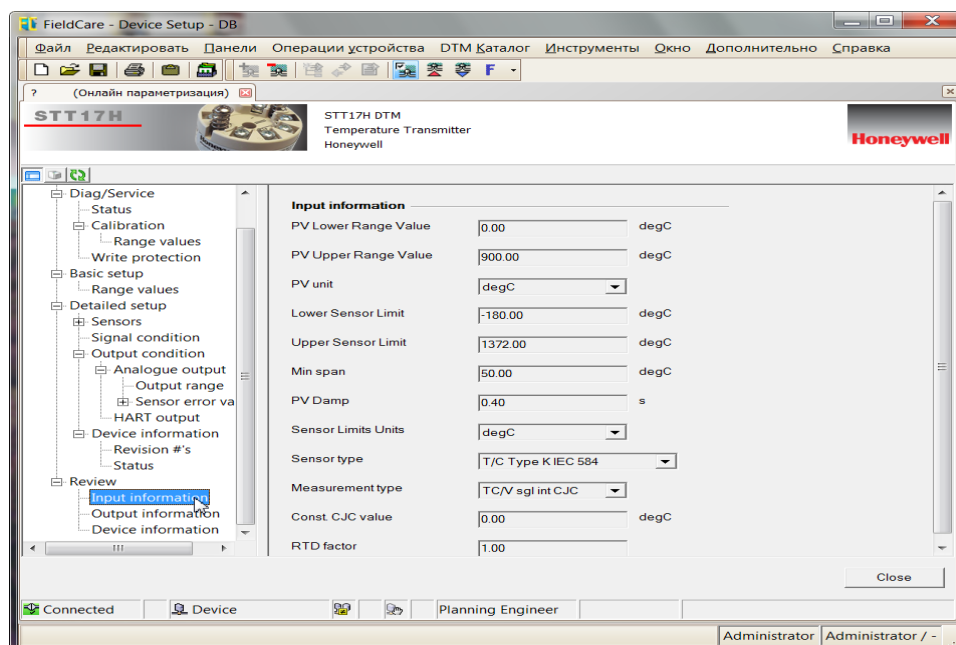 FieldCare - Device Setup - DB
Файл Редактировать Панели Операции устройства DTM Каталог Инструменты Окно Дополнительно Справка
F
? (Онлайн параметризация)
STT17H
STT17H DTM
Temperature Transmitter
Honeywell
Honeywell
Diag/Service
Status
Calibration
Range values
Write protection
Basic setup
Range values
Detailed setup
Sensors
Signal condition
Output condition
Analogue output
Output range
Sensor error va
HART output
Device information
Revision #'s
Status
Review
Input information
Output information
Device information
Input information
PV Lower Range Value 0.00 degC
PV Upper Range Value 900.00 degC
PV unit degC
Lower Sensor Limit -180.00 degC
Upper Sensor Limit 1372.00 degC
Min span 50.00 degC
PV Damp 0.40 s
Sensor Limits Units degC
Sensor type T/C Type K IEC 584
Measurement type TC/V sgl int CJC
Const. CJC value 0.00 degC
RTD factor 1.00
Close
Connected Device Planning Engineer
Administrator Administrator / -